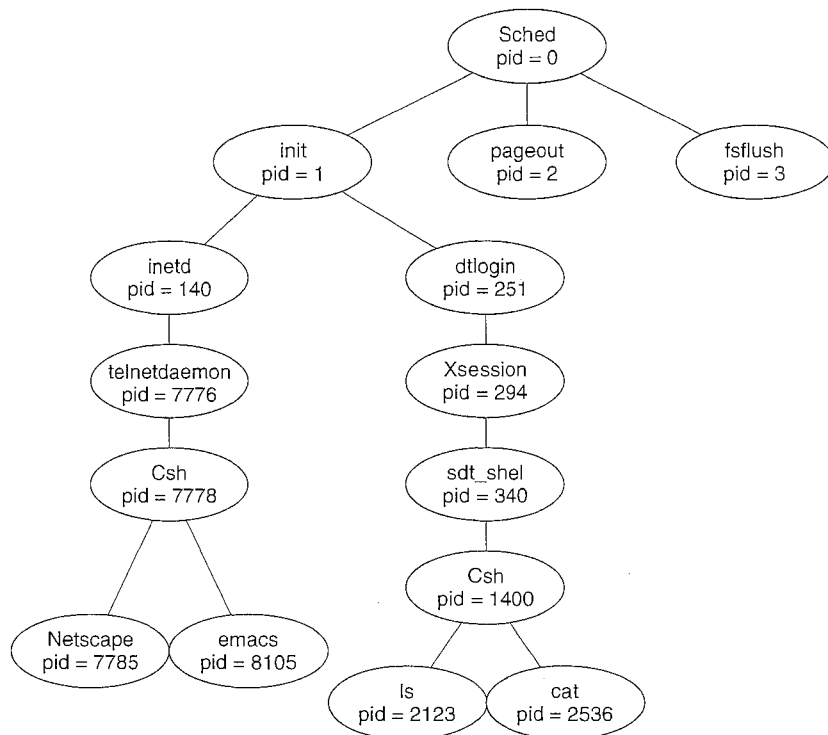 Sched
pid = 0
init
pid = 1
pageout
pid = 2
fsflush
pid = 3
inetd
pid = 140
dtlogin
pid = 251
telnetdaemon
pid = 7776
Xsession
pid = 294
Csh
pid = 7778
sdt_shel
pid = 340
Csh
pid = 1400
Netscape
pid = 7785
emacs
pid = 8105
ls
pid = 2123
cat
pid = 2536